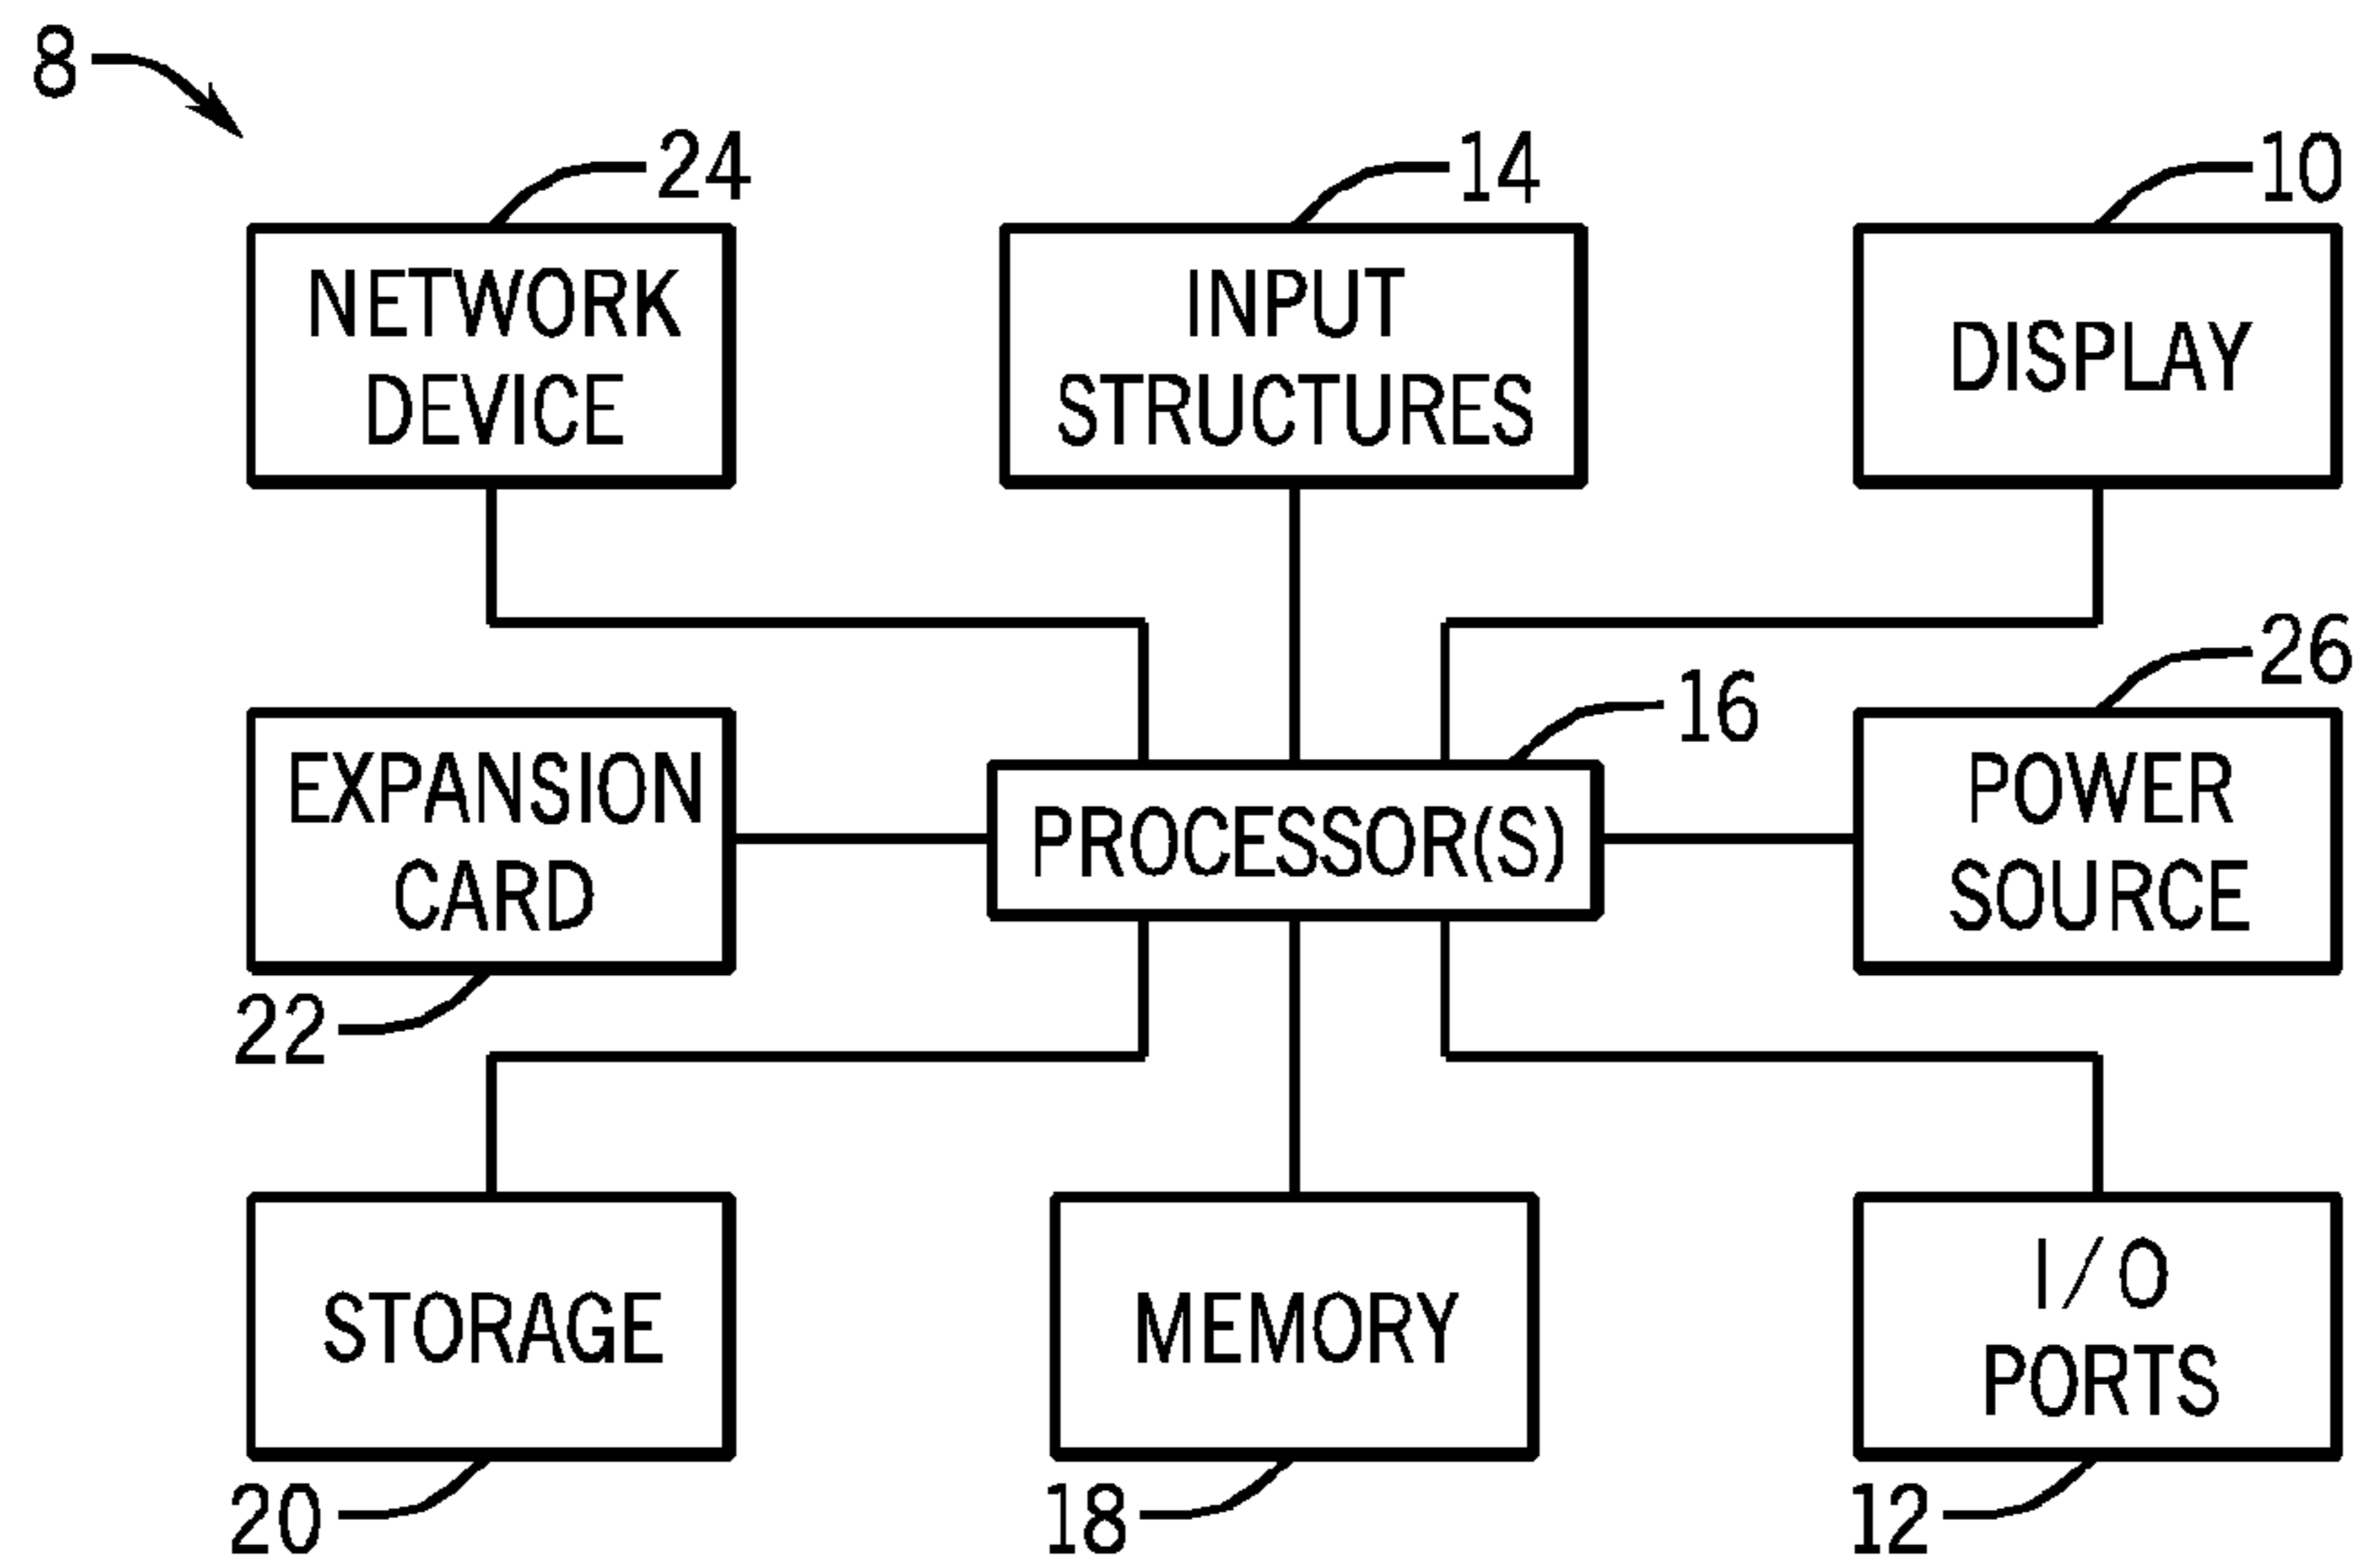 8
24
14
10
NETWORK
DEVICE
INPUT
STRUCTURES
DISPLAY
26
16
EXPANSION
CARD
PROCESSOR(S)
POWER
SOURCE
22
STORAGE
MEMORY
I/O
PORTS
20
18
12